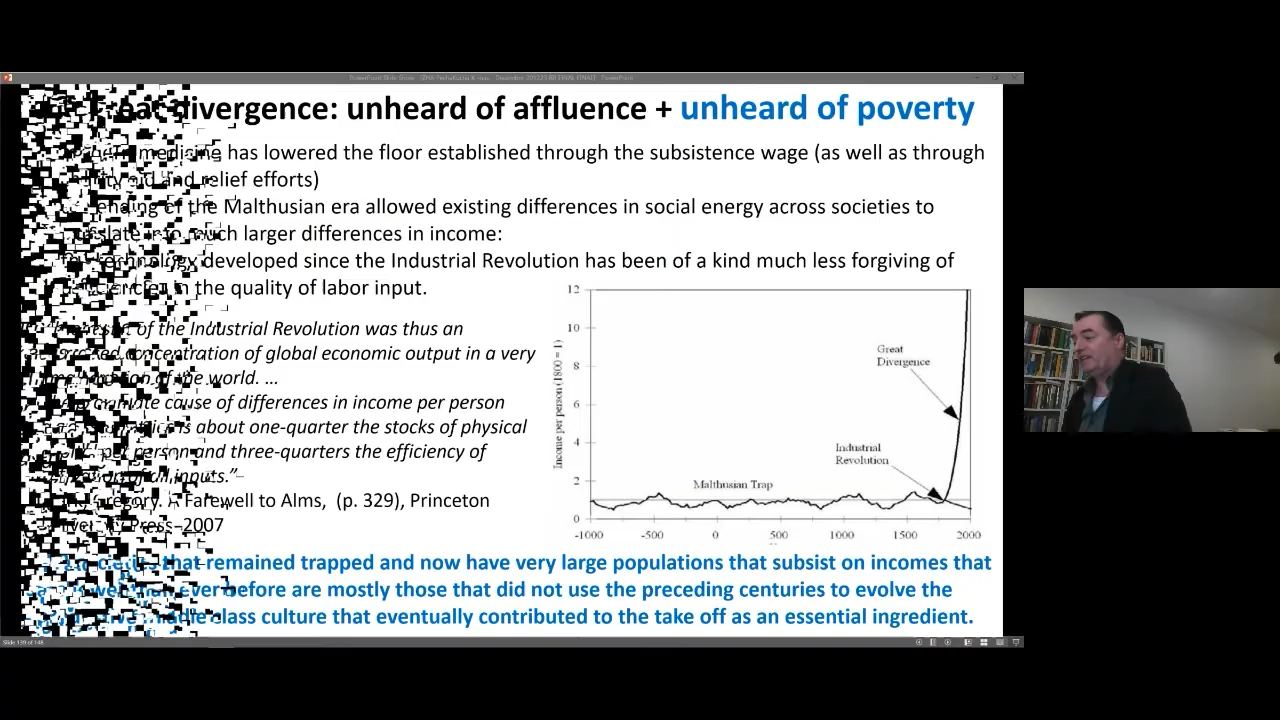 divergence: unheard of affluence + unheard of poverty
medicine has lowered the floor established through the subsistence wage (as well as through
aid and relief efforts)
ending of the Malthusian era allowed existing differences in social energy across societies to
much larger differences in income:
technology developed since the Industrial Revolution has been of a kind much less forgiving of
in the quality of labor input.
of the Industrial Revolution was thus an
concentration of global economic output in a very
of the world. …
cause of differences in income per person
is about one-quarter the stocks of physical
per person and three-quarters the efficiency of
of all inputs.”
Gregory. A Farewell to Alms, (p. 329), Princeton
Press 2007
12
10
8
6
4
2
0
Income per person (1800 = 1)
Great
Divergence
Industrial
Revolution
Malthusian Trap
-1000 -500 0 500 1000 1500 2000
that remained trapped and now have very large populations that subsist on incomes that
ever before are mostly those that did not use the preceding centuries to evolve the
class culture that eventually contributed to the take off as an essential ingredient.
Slide 139 of 148